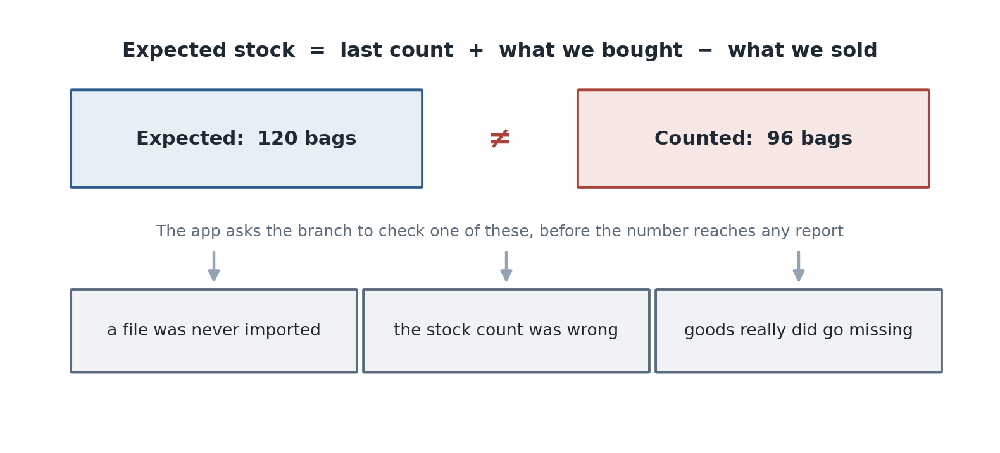 Expected stock = last count + what we bought − what we sold
Expected: 120 bags
≠
Counted: 96 bags
The app asks the branch to check one of these, before the number reaches any report
a file was never imported
the stock count was wrong
goods really did go missing